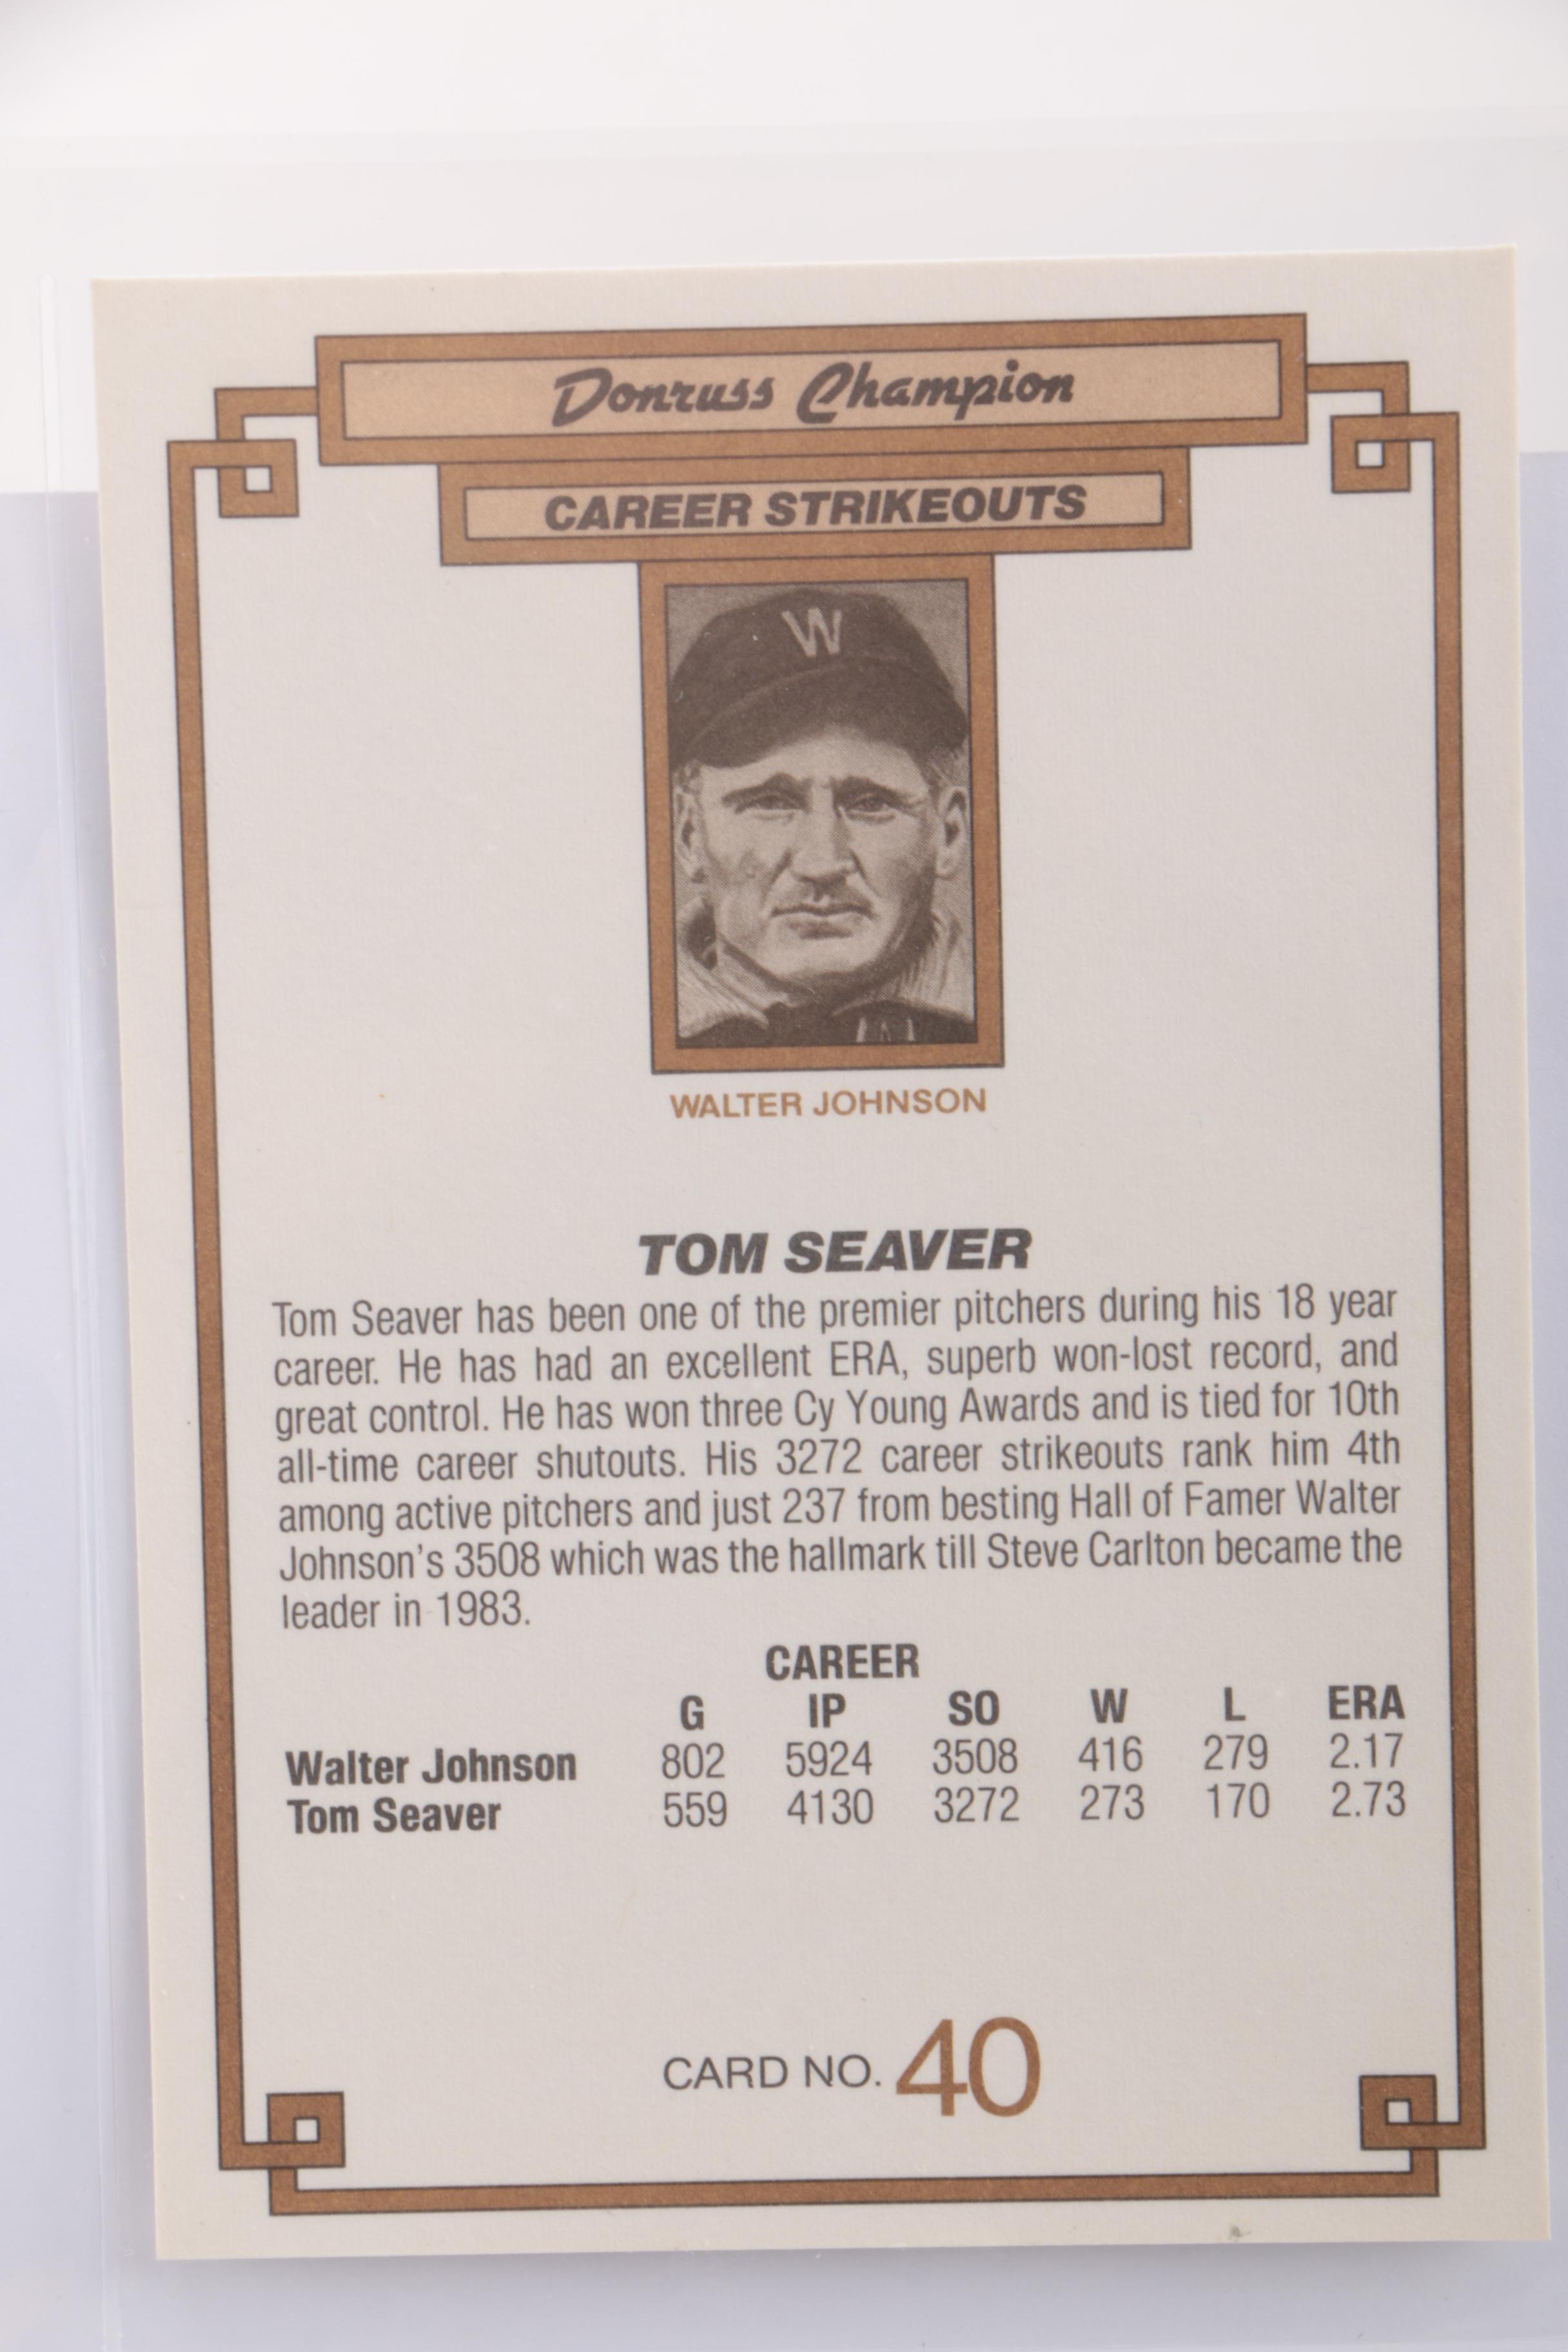 Donruss Champion
CAREER STRIKEOUTS
W
WALTER JOHNSON
TOM SEAVER
Tom Seaver has been one of the premier pitchers during his 18 year
career. He has had an excellent ERA, superb won-lost record, and
great control. He has won three Cy Young Awards and is tied for 10th
all-time career shutouts. His 3272 career strikeouts rank him 4th
among active pitchers and just 237 from besting Hall of Famer Walter
Johnson's 3508 which was the hallmark till Steve Carlton became the
leader in 1983.
CAREER
G IP SO W L ERA
Walter Johnson 802 5924 3508 416 279 2.17
Tom Seaver 559 4130 3272 273 170 2.73
CARD NO. 40